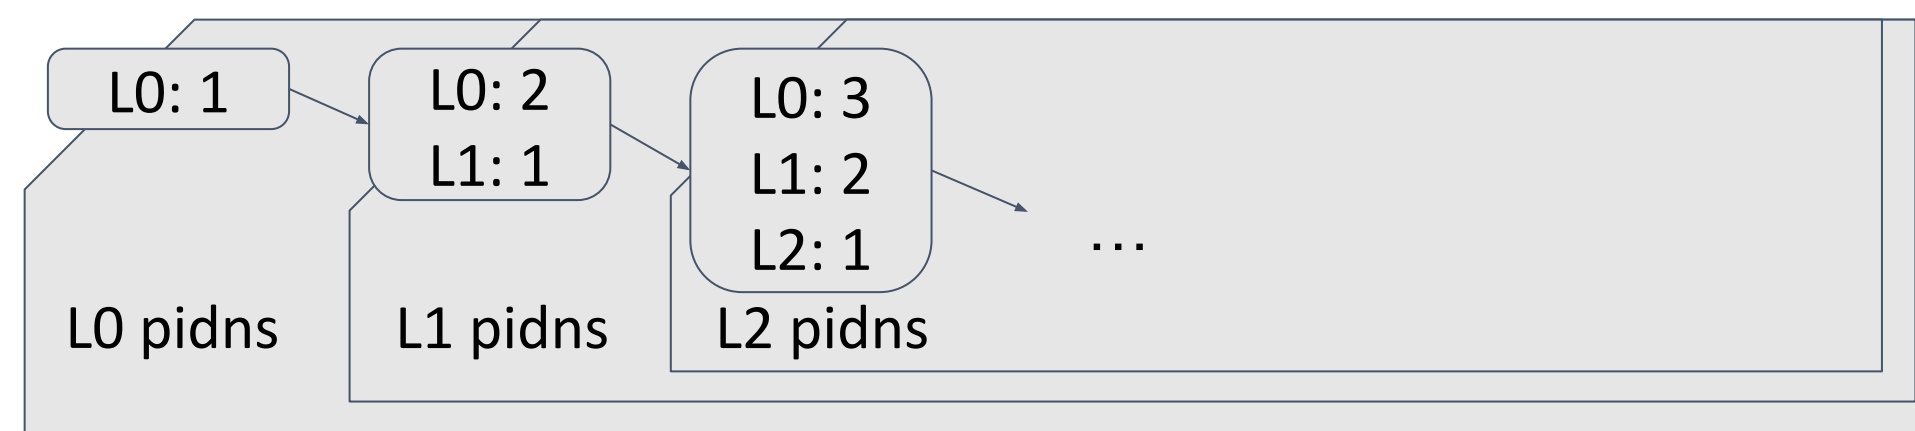 L0: 1
L0: 2
L1: 1
L0: 3
L1: 2
L2: 1
...
L0 pidns
L1 pidns
L2 pidns